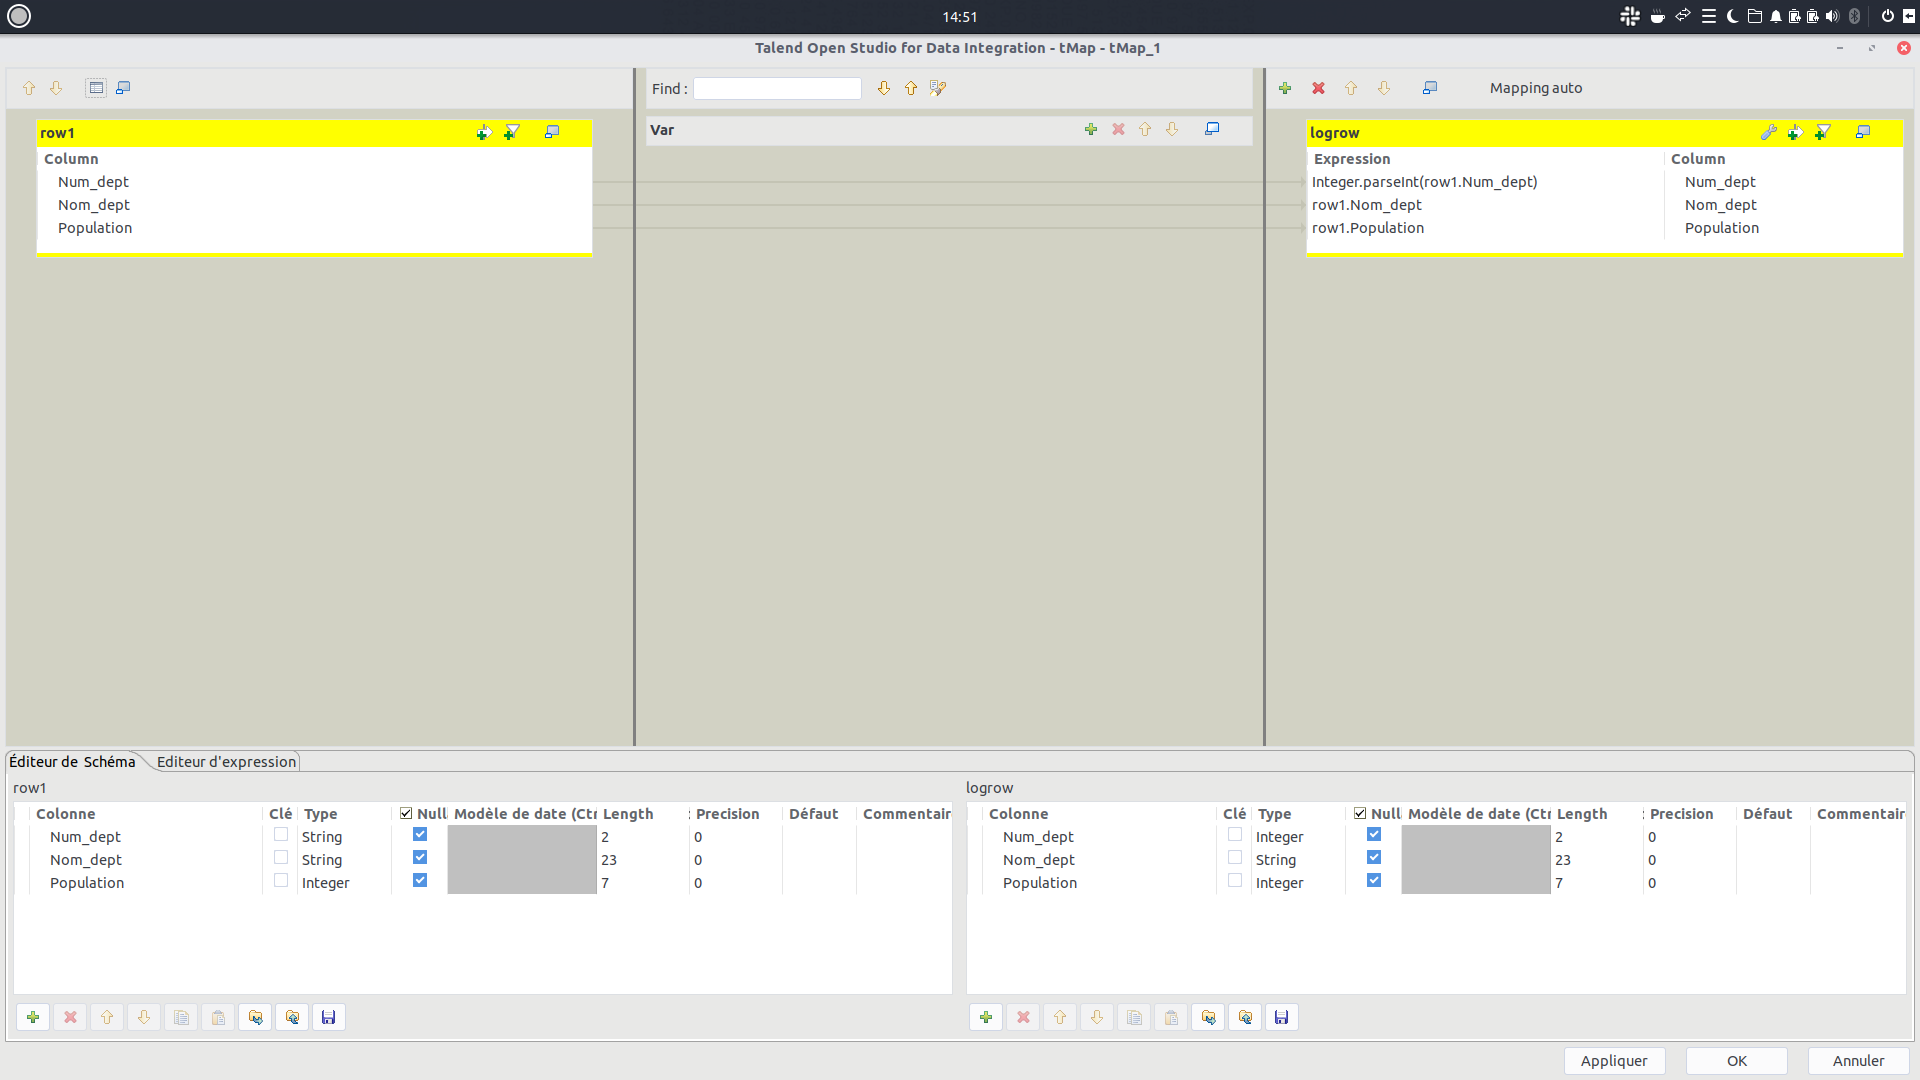 14:51
Talend Open Studio for Data Integration - tMap - tMap_1
Find :
Mapping auto
row1
Column
Num_dept
Nom_dept
Population
Var
logrow
Expression Column
Integer.parseInt(row1.Num_dept) Num_dept
row1.Nom_dept Nom_dept
row1.Population Population
Éditeur de Schéma Editeur d'expression
row1
Colonne Clé Type Null Modèle de date (Ctr Length Precision Défaut Commentair
Num_dept String 2 0
Nom_dept String 23 0
Population Integer 7 0
logrow
Colonne Clé Type Null Modèle de date (Ctr Length Precision Défaut Commentair
Num_dept Integer 2 0
Nom_dept String 23 0
Population Integer 7 0
Appliquer OK Annuler